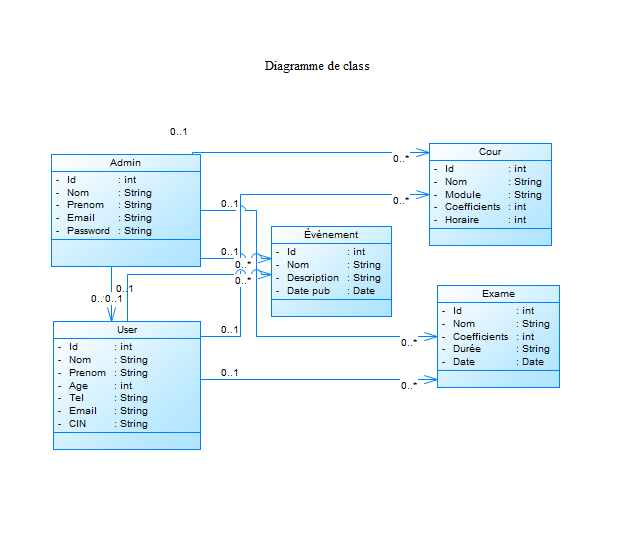 Diagramme de class
0..1
Admin
- Id : int
- Nom : String
- Prenom : String
- Email : String
- Password : String
0..*
Cour
- Id : int
- Nom : String
- Module : String
- Coefficients : int
- Horaire : int
0..*
0..1
0..1
0..*
0..*
Événement
- Id : int
- Nom : String
- Description : String
- Date pub : Date
0..1
0..1
User
- Id : int
- Nom : String
- Prenom : String
- Age : int
- Tel : String
- Email : String
- CIN : String
0..1
0..*
Exame
- Id : int
- Nom : String
- Coefficients : int
- Durée : String
- Date : Date
0..1
0..*